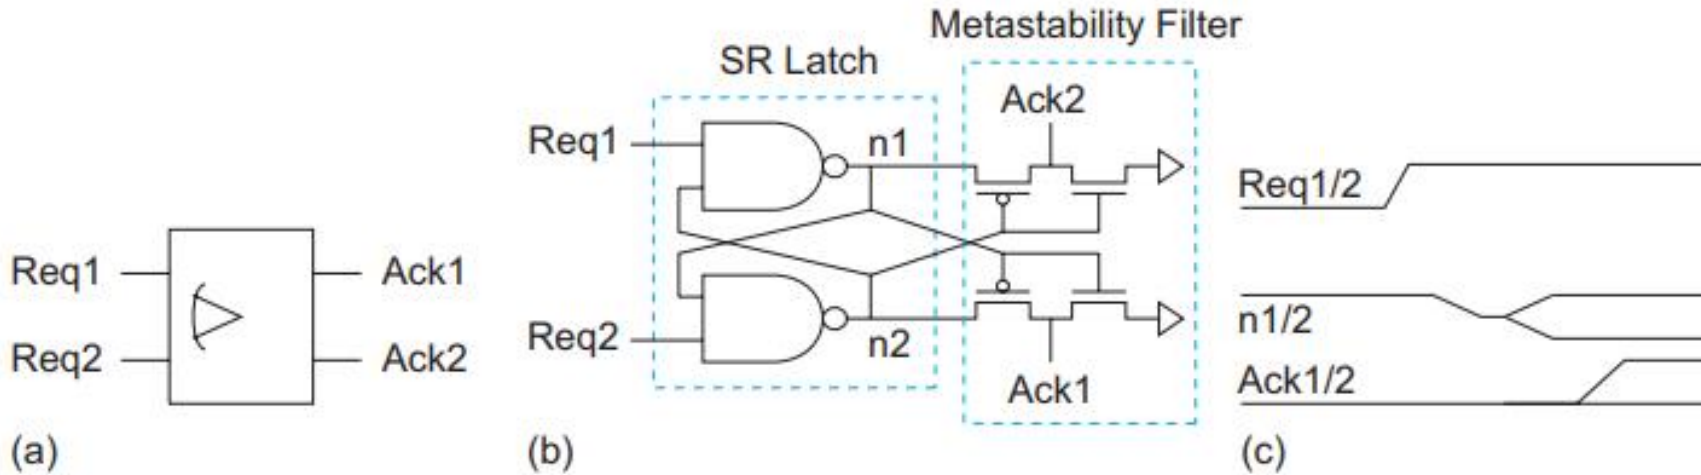 Req1
Req2
Ack1
Ack2
(a)
SR Latch
Metastability Filter
Req1
n1
Ack2
Req2
n2
Ack1
(b)
Req1/2
n1/2
Ack1/2
(c)